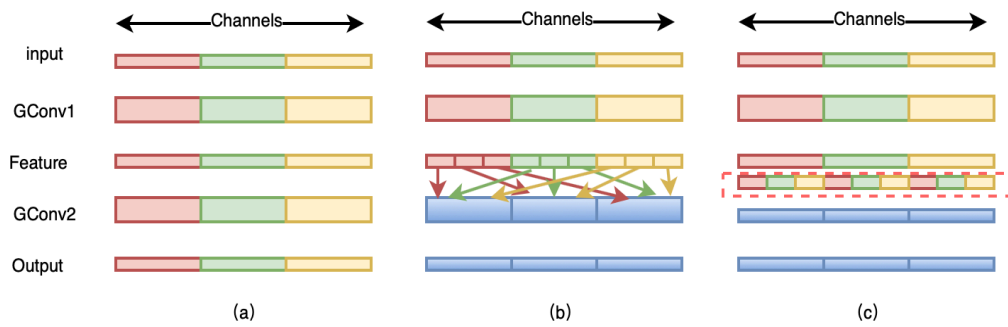 Channels Channels Channels
input
GConv1
Feature
GConv2
Output
(a) (b) (c)